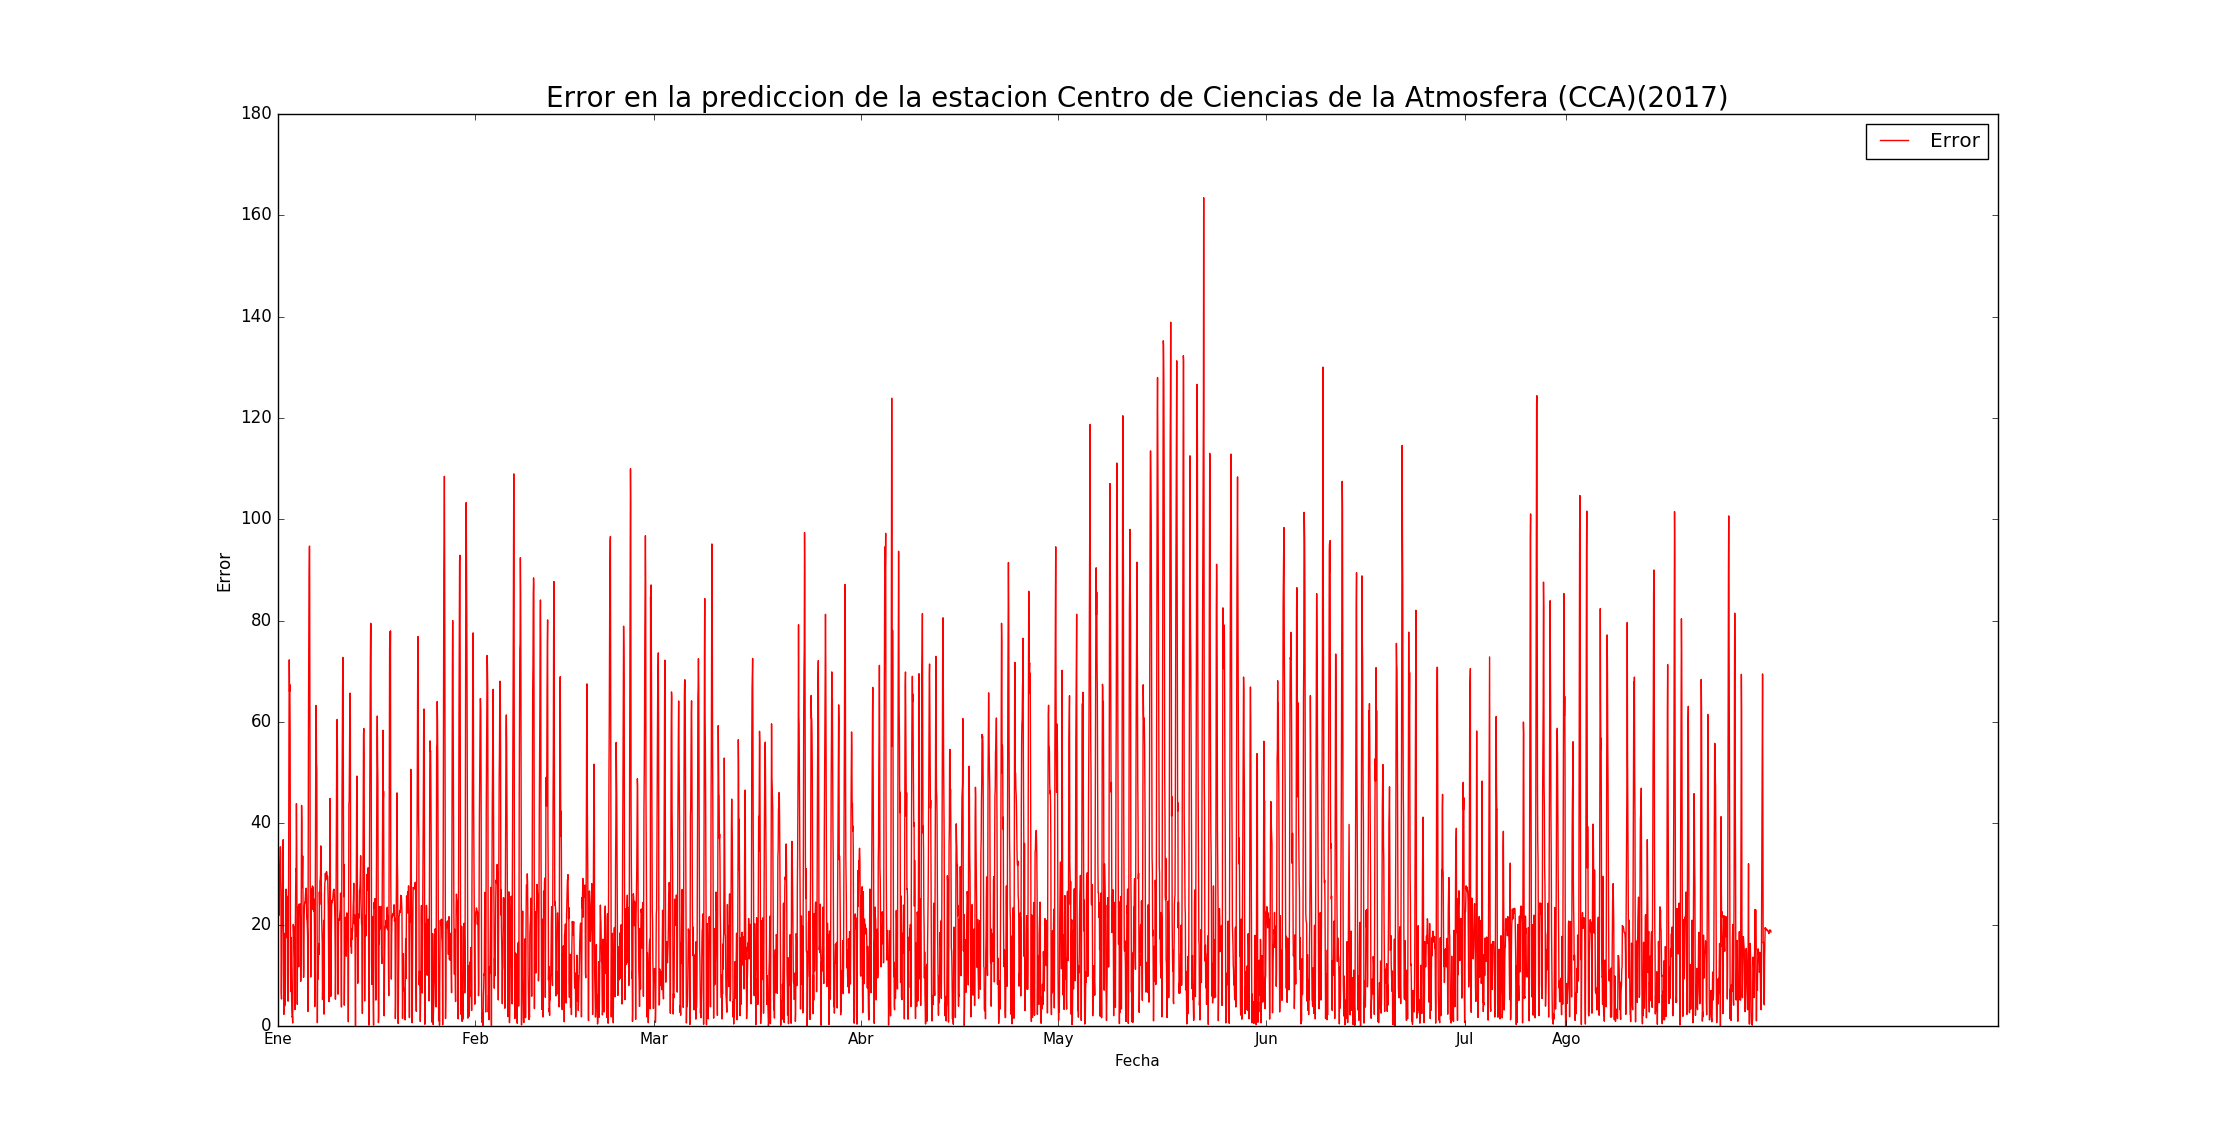 Error en la prediccion de la estacion Centro de Ciencias de la Atmosfera (CCA)(2017)
Error
180
160
140
120
100
80
60
40
20
0
Error
Ene Feb Mar Abr May Jun Jul Ago
Fecha